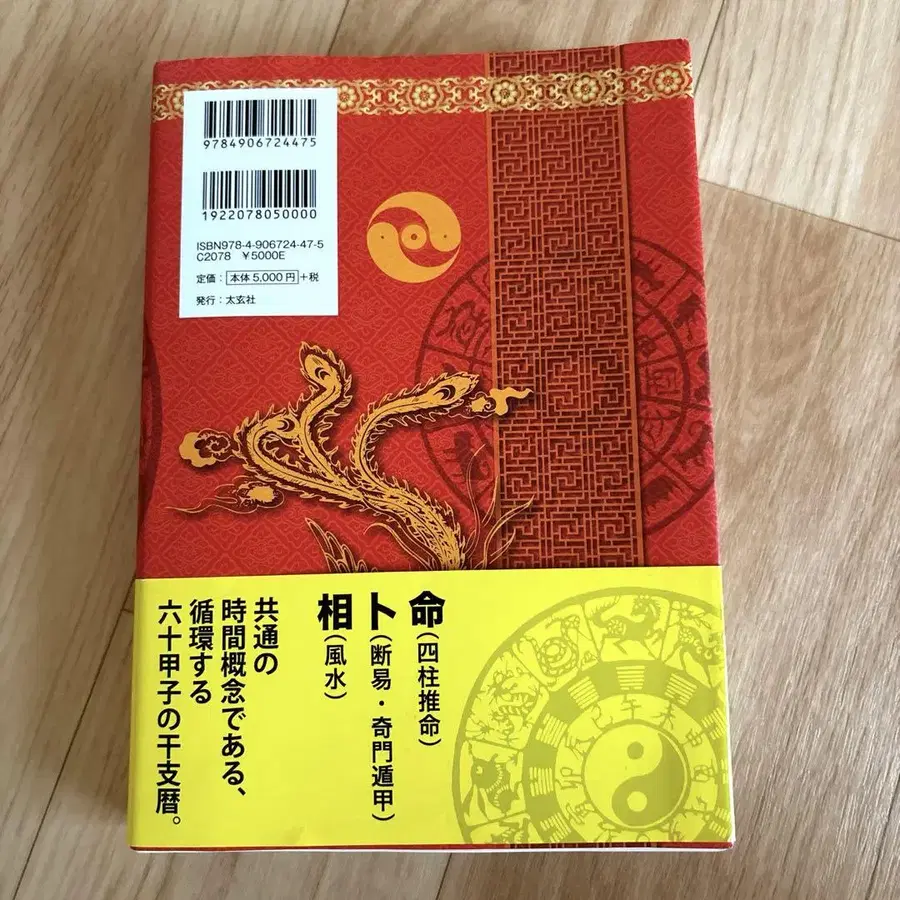 9784906724475
1922078050000
ISBN978-4-906724-47-5
C2078 ¥5000E
定価：本体5,000円+税
発行：太玄社
命(四柱推命)
卜(断易・奇門遁甲)
相(風水)
共通の
時間概念である、
循環する
六十甲子の干支暦。